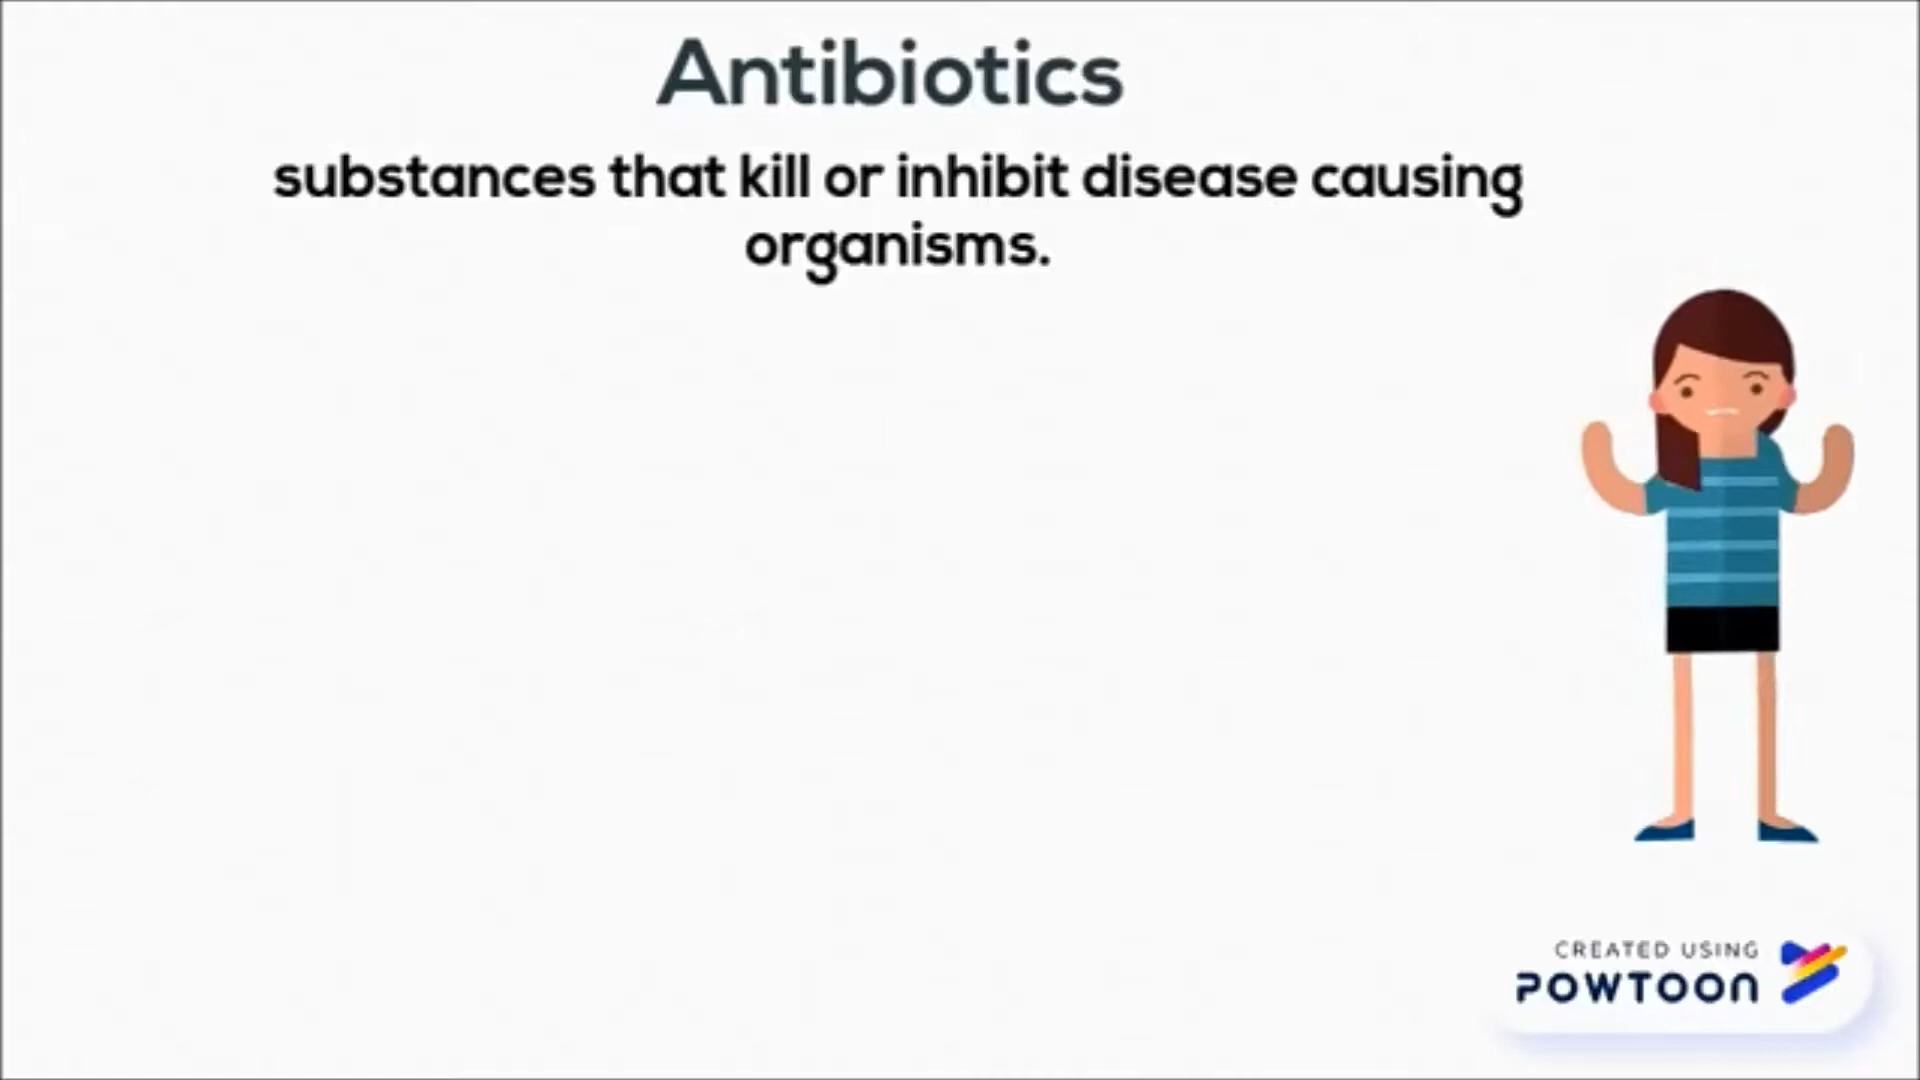 Antibiotics
substances that kill or inhibit disease causing
organisms.
CREATED USING
POWTOON